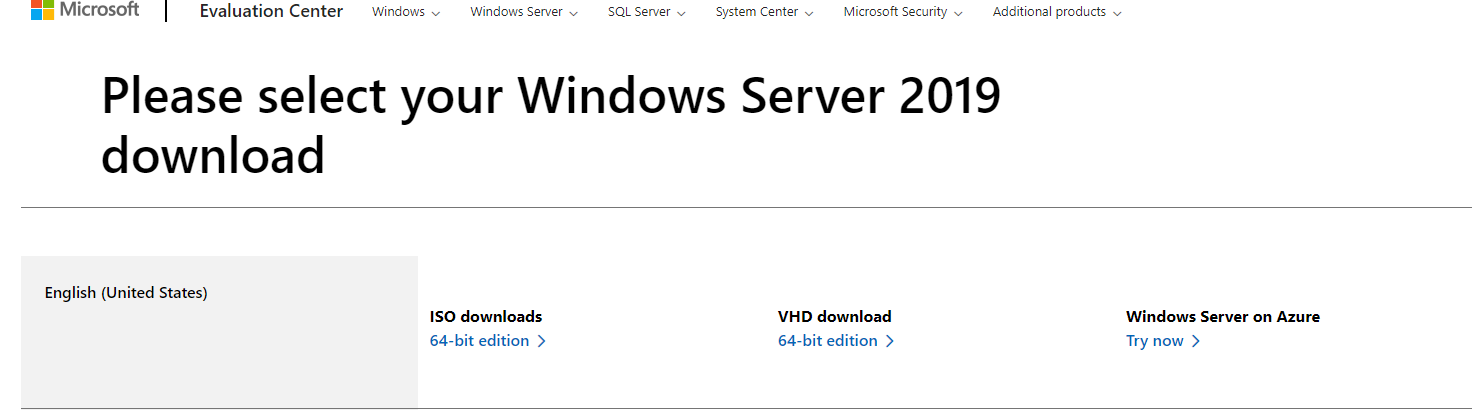 Microsoft Evaluation Center Windows Windows Server SQL Server System Center Microsoft Security Additional products
Please select your Windows Server 2019
download
English (United States)
ISO downloads VHD download Windows Server on Azure
64-bit edition 64-bit edition Try now